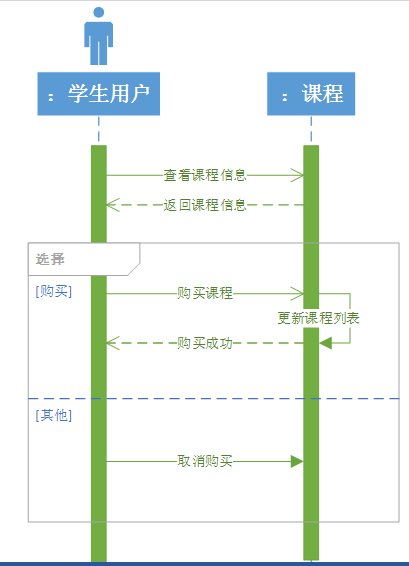 ：学生用户
：课程
查看课程信息
返回课程信息
选择
[购买]
购买课程
更新课程列表
购买成功
[其他]
取消购买